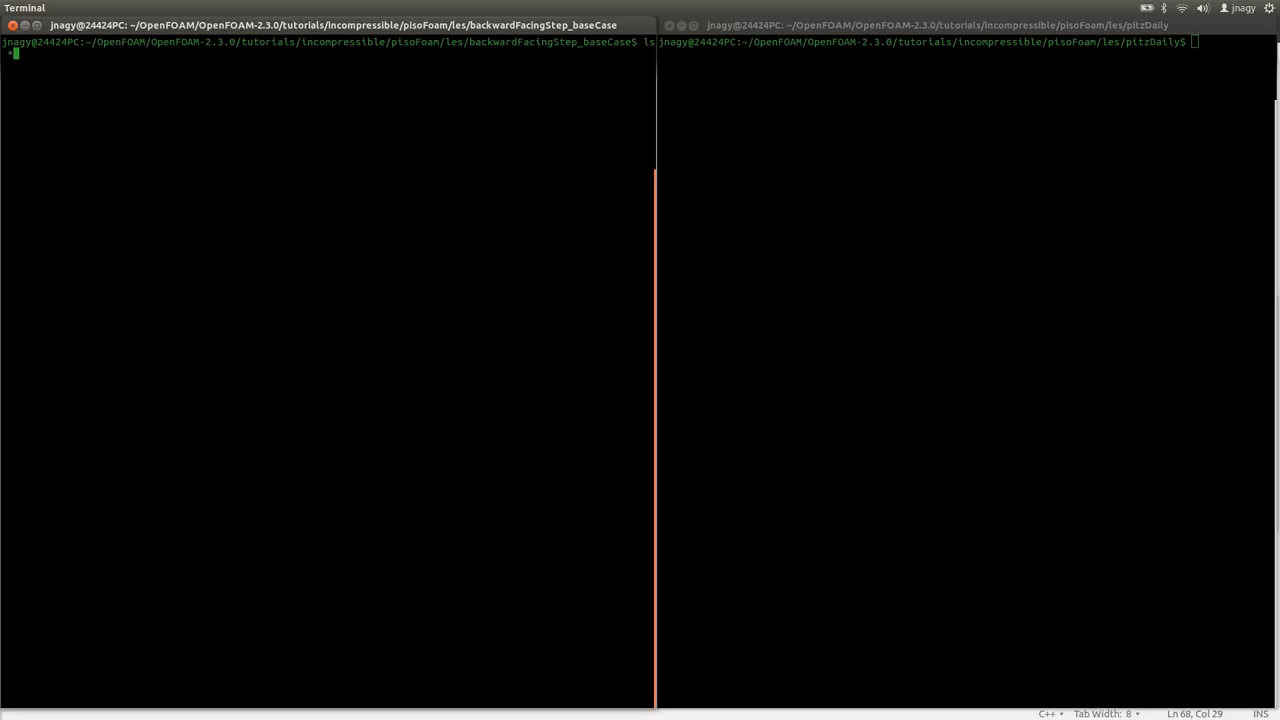 Terminal
jnagy
jnagy@24424PC: ~/OpenFOAM/OpenFOAM-2.3.0/tutorials/incompressible/pisoFoam/les/backwardFacingStep_baseCase
jnagy@24424PC: ~/OpenFOAM/OpenFOAM-2.3.0/tutorials/incompressible/pisoFoam/les/pitzDaily
jnagy@24424PC:~/OpenFOAM/OpenFOAM-2.3.0/tutorials/incompressible/pisoFoam/les/backwardFacingStep_baseCase$ ls
*
jnagy@24424PC:~/OpenFOAM/OpenFOAM-2.3.0/tutorials/incompressible/pisoFoam/les/pitzDaily$
C++ Tab Width: 8 Ln 68, Col 29 INS